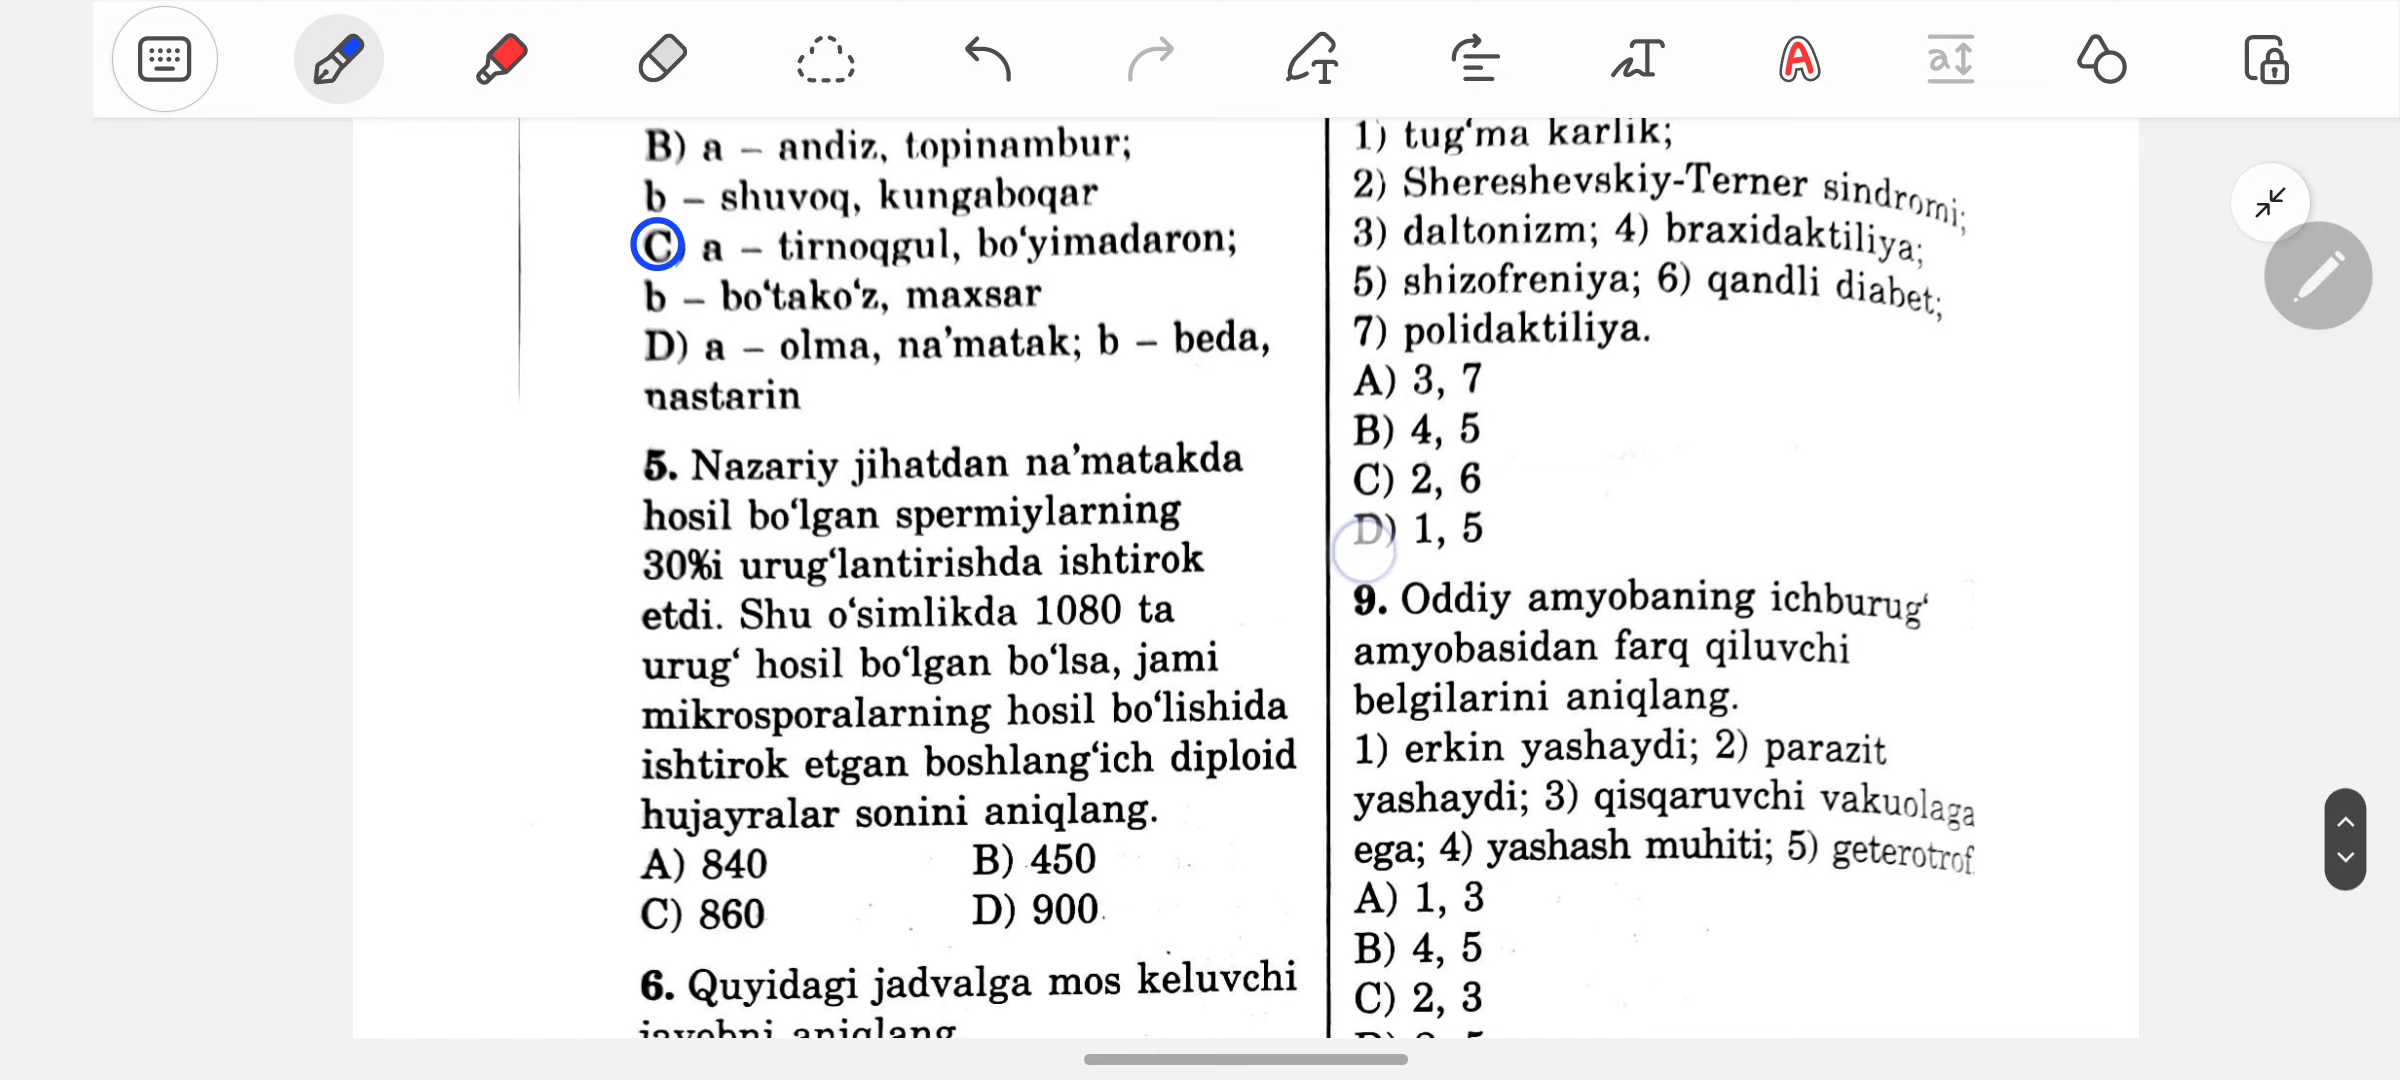 B) a – andiz, topinambur;
b – shuvoq, kungaboqar
C) a – tirnoqgul, bo‘yimadaron;
b – bo‘tako‘z, maxsar
D) a – olma, na’matak; b – beda,
nastarin
5. Nazariy jihatdan na’matakda
hosil bo‘lgan spermiylarning
30%i urug‘lantirishda ishtirok
etdi. Shu o‘simlikda 1080 ta
urug‘ hosil bo‘lgan bo‘lsa, jami
mikrosporalarning hosil bo‘lishida
ishtirok etgan boshlang‘ich diploid
hujayralar sonini aniqlang.
A) 840 B) 450
C) 860 D) 900
6. Quyidagi jadvalga mos keluvchi
javobni aniqlang
1) tug‘ma karlik;
2) Shereshevskiy-Terner sindromi;
3) daltonizm; 4) braxidaktiliya;
5) shizofreniya; 6) qandli diabet;
7) polidaktiliya.
A) 3, 7
B) 4, 5
C) 2, 6
D) 1, 5
9. Oddiy amyobaning ichburug‘
amyobasidan farq qiluvchi
belgilarini aniqlang.
1) erkin yashaydi; 2) parazit
yashaydi; 3) qisqaruvchi vakuolaga
ega; 4) yashash muhiti; 5) geterotrof
A) 1, 3
B) 4, 5
C) 2, 3